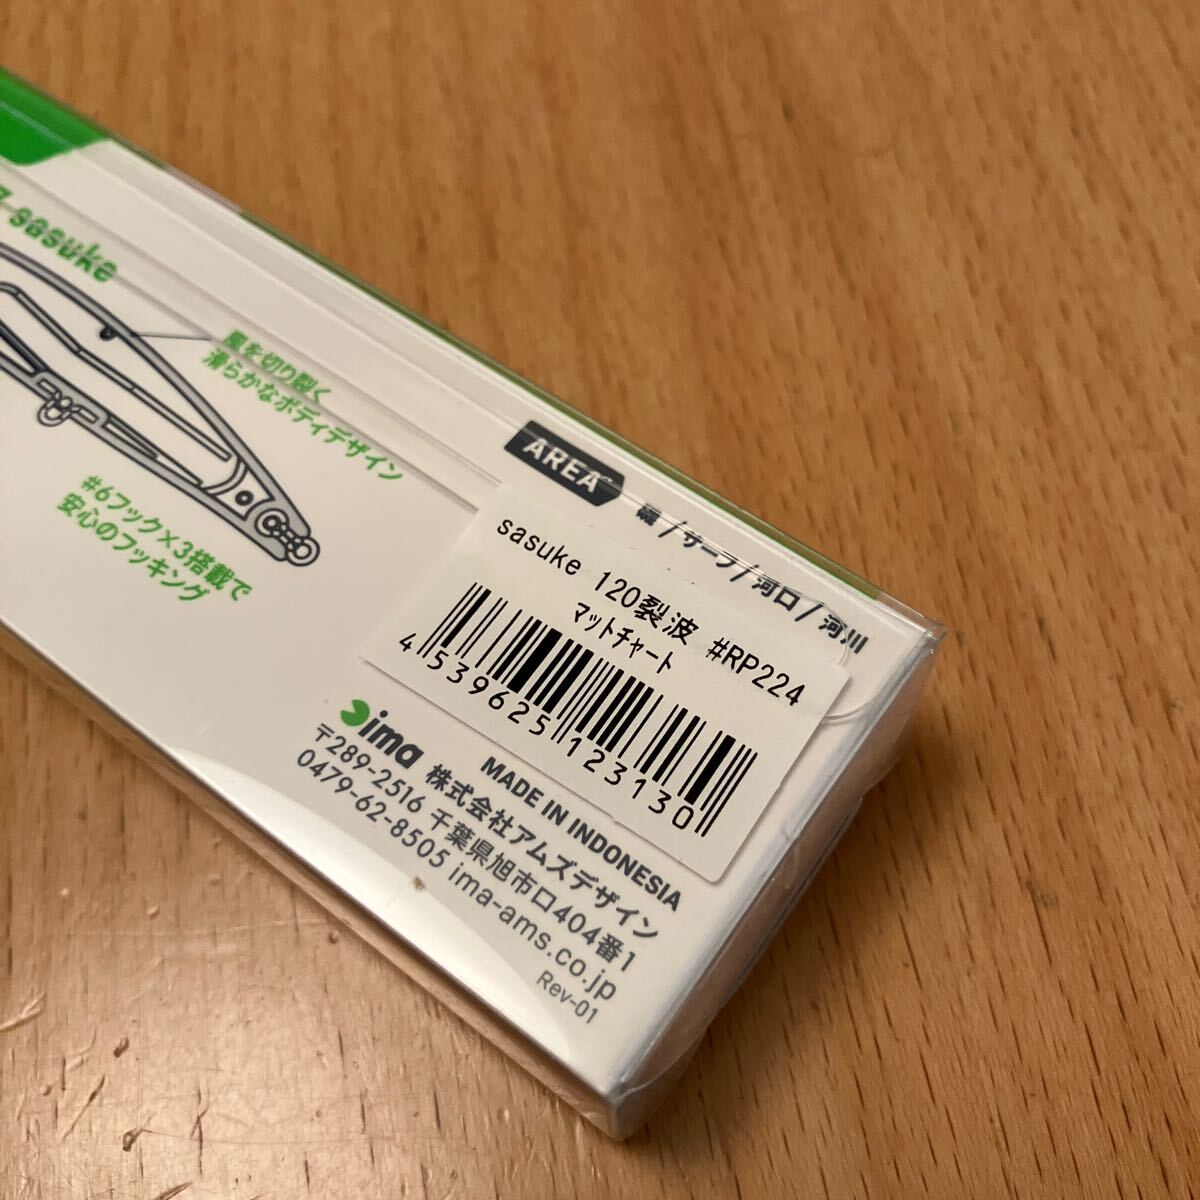 sasuke
風を切り裂く
滑らかなボディデザイン
#6フック×3搭載で
安心のフッキング
AREA
磯/サーフ/河口/河川
sasuke 120裂波 #RP224
マットチャート
4 539625 123130
MADE IN INDONESIA
ima 株式会社アムズデザイン
〒289-2516 千葉県旭市ロ404番1
0479-62-8505 ima-ams.co.jp
Rev-01